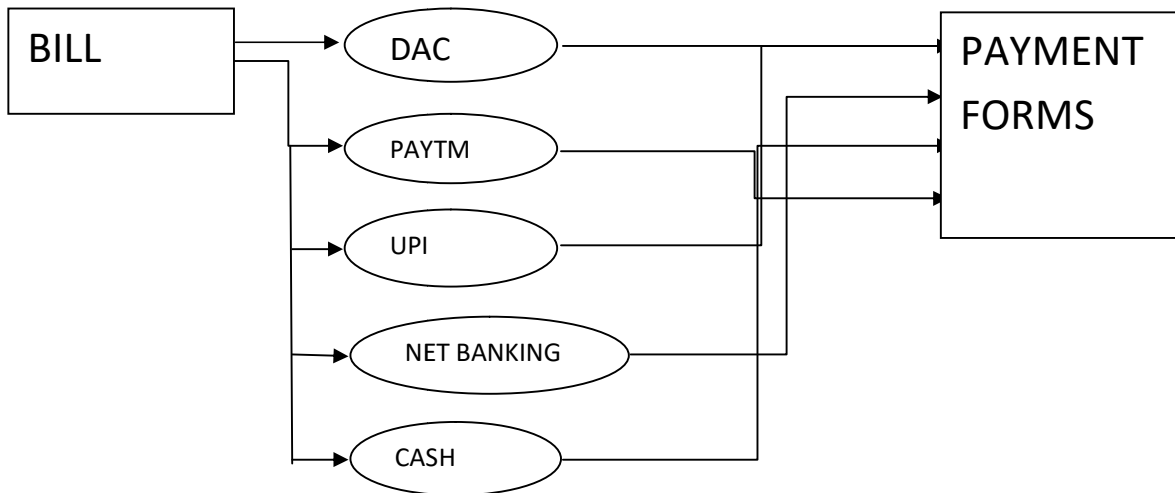 BILL
DAC
PAYTM
UPI
NET BANKING
CASH
PAYMENT
FORMS